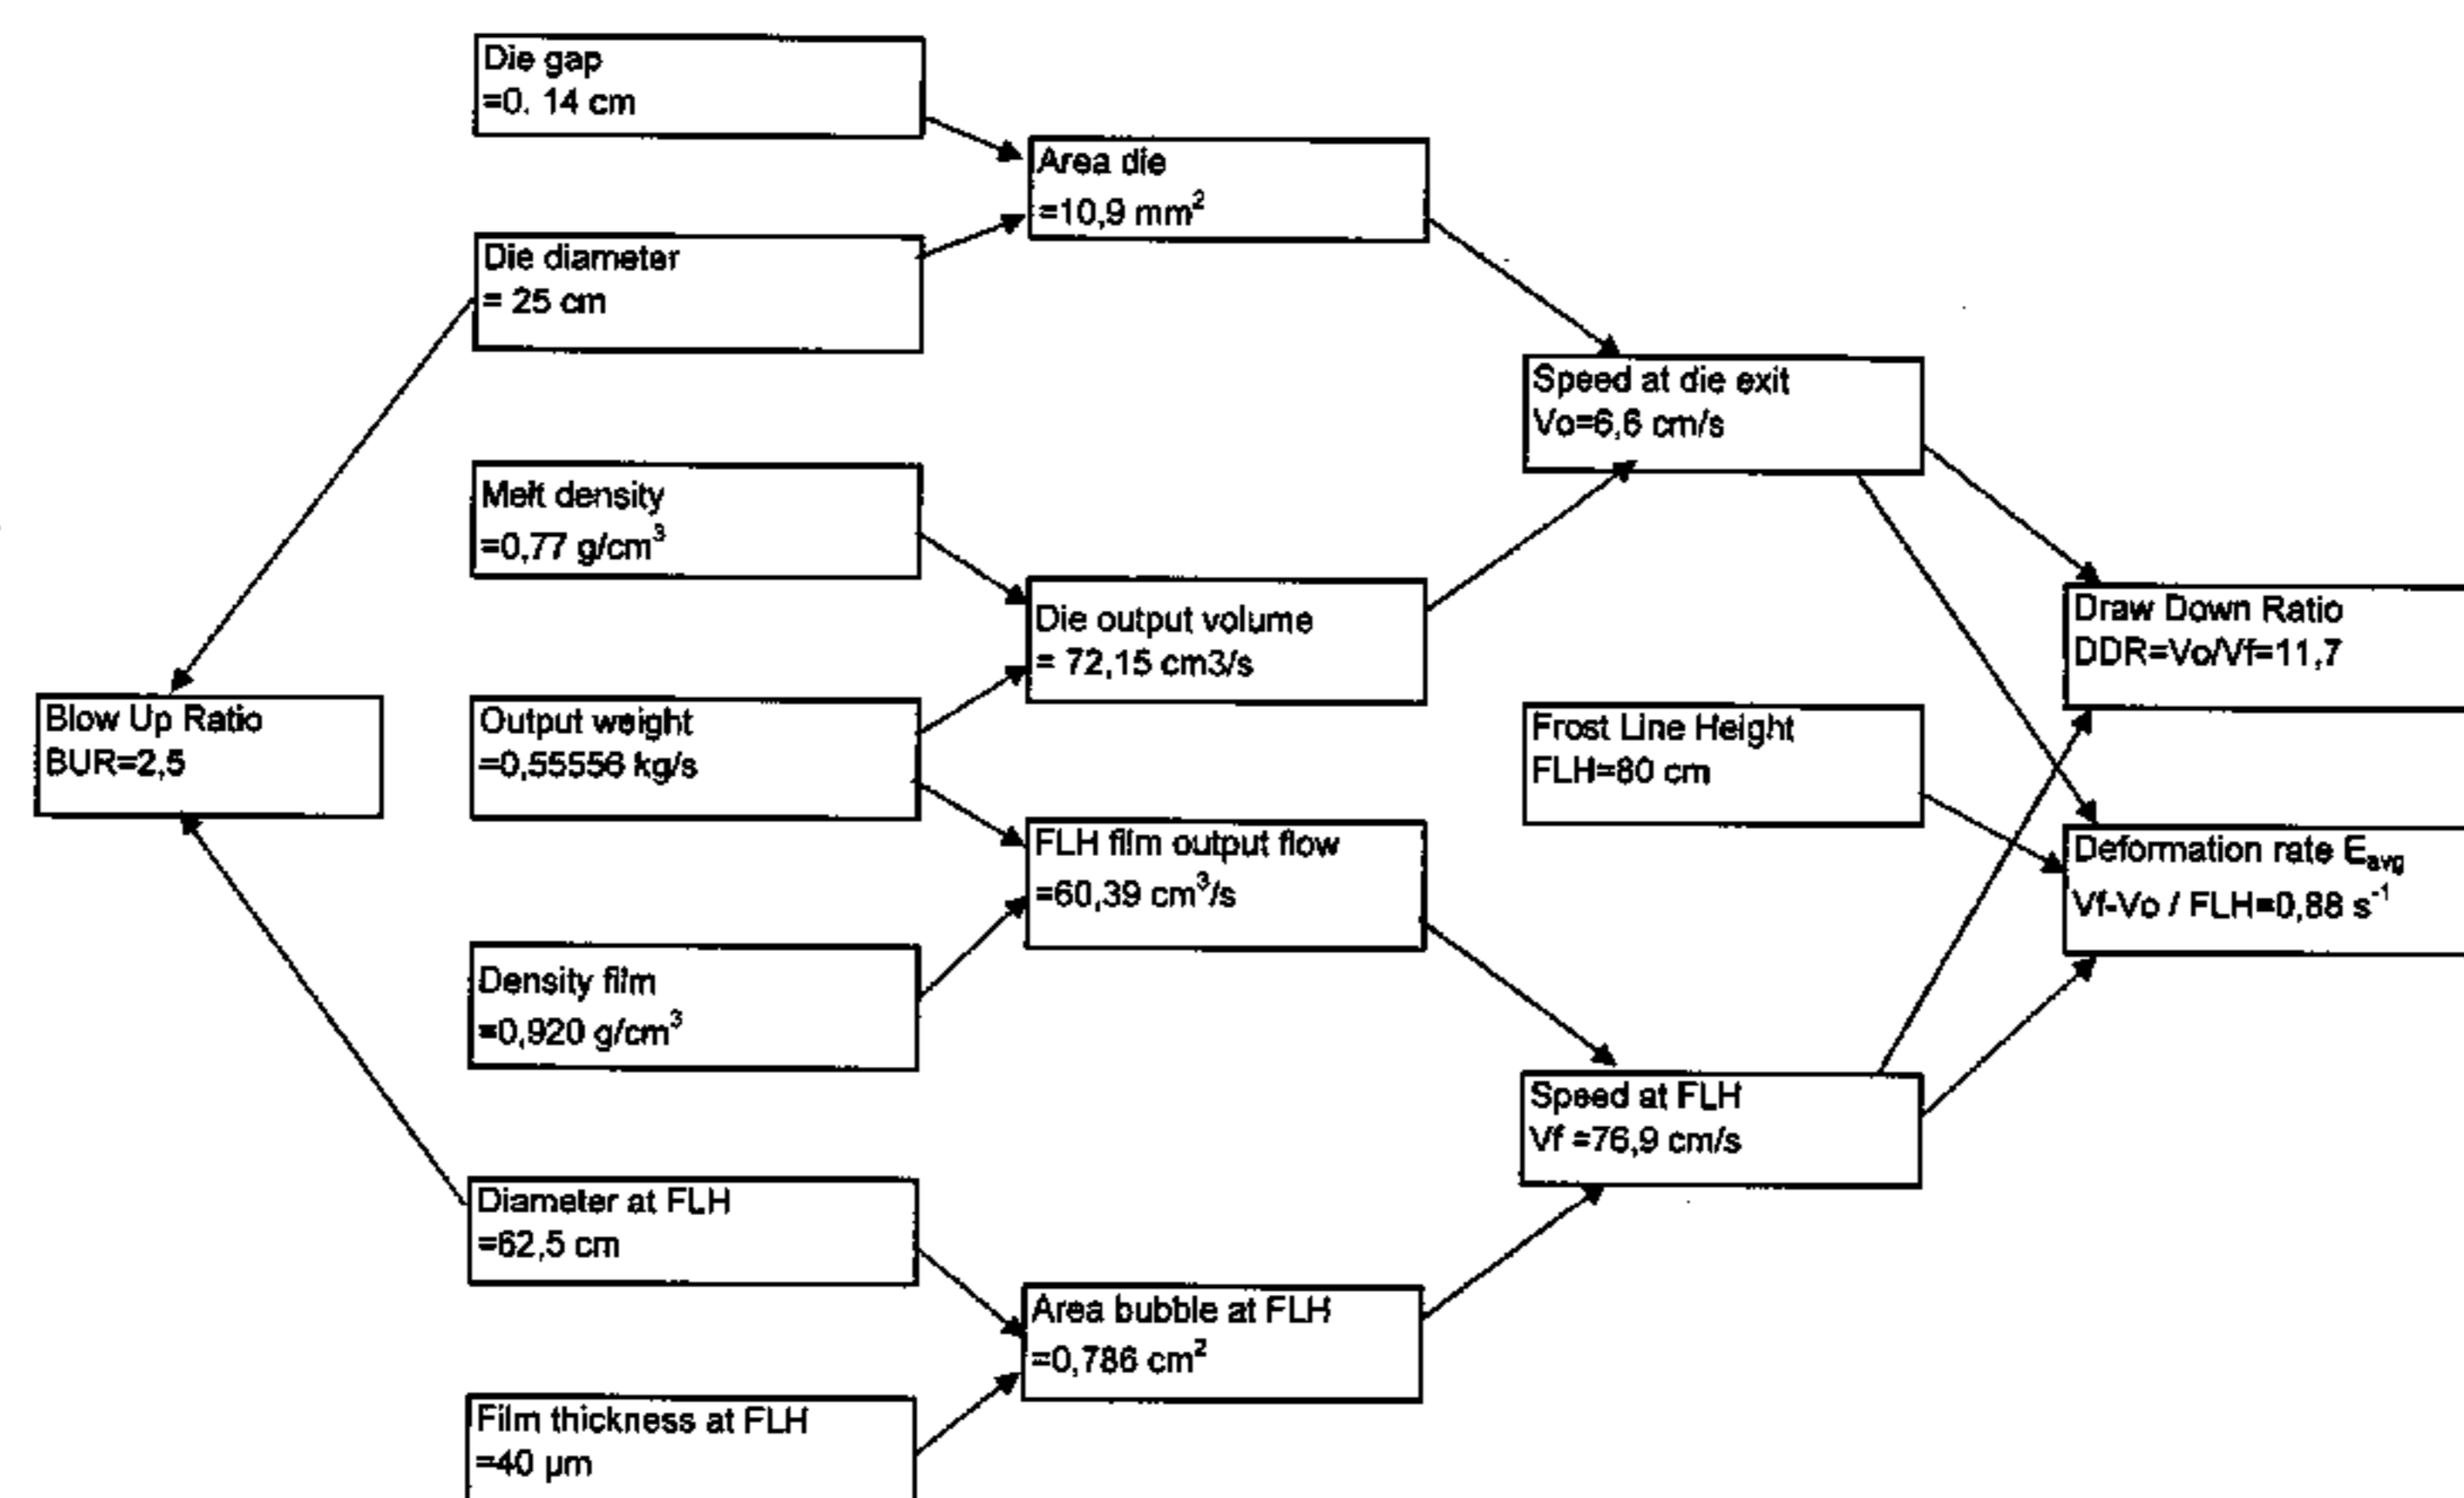 Die gap
=0. 14 cm
Area die
=10,9 mm²
Die diameter
= 25 cm
Speed at die exit
Vo=6,6 cm/s
Melt density
=0,77 g/cm³
Die output volume
= 72,15 cm3/s
Draw Down Ratio
DDR=Vo/Vf=11,7
Blow Up Ratio
BUR=2,5
Output weight
=0,55556 kg/s
Frost Line Height
FLH=80 cm
FLH film output flow
=60,39 cm³/s
Deformation rate Eavg
Vf-Vo / FLH=0,88 s⁻¹
Density film
=0,920 g/cm³
Speed at FLH
Vf =76,9 cm/s
Diameter at FLH
=62,5 cm
Area bubble at FLH
=0,786 cm²
Film thickness at FLH
=40 µm